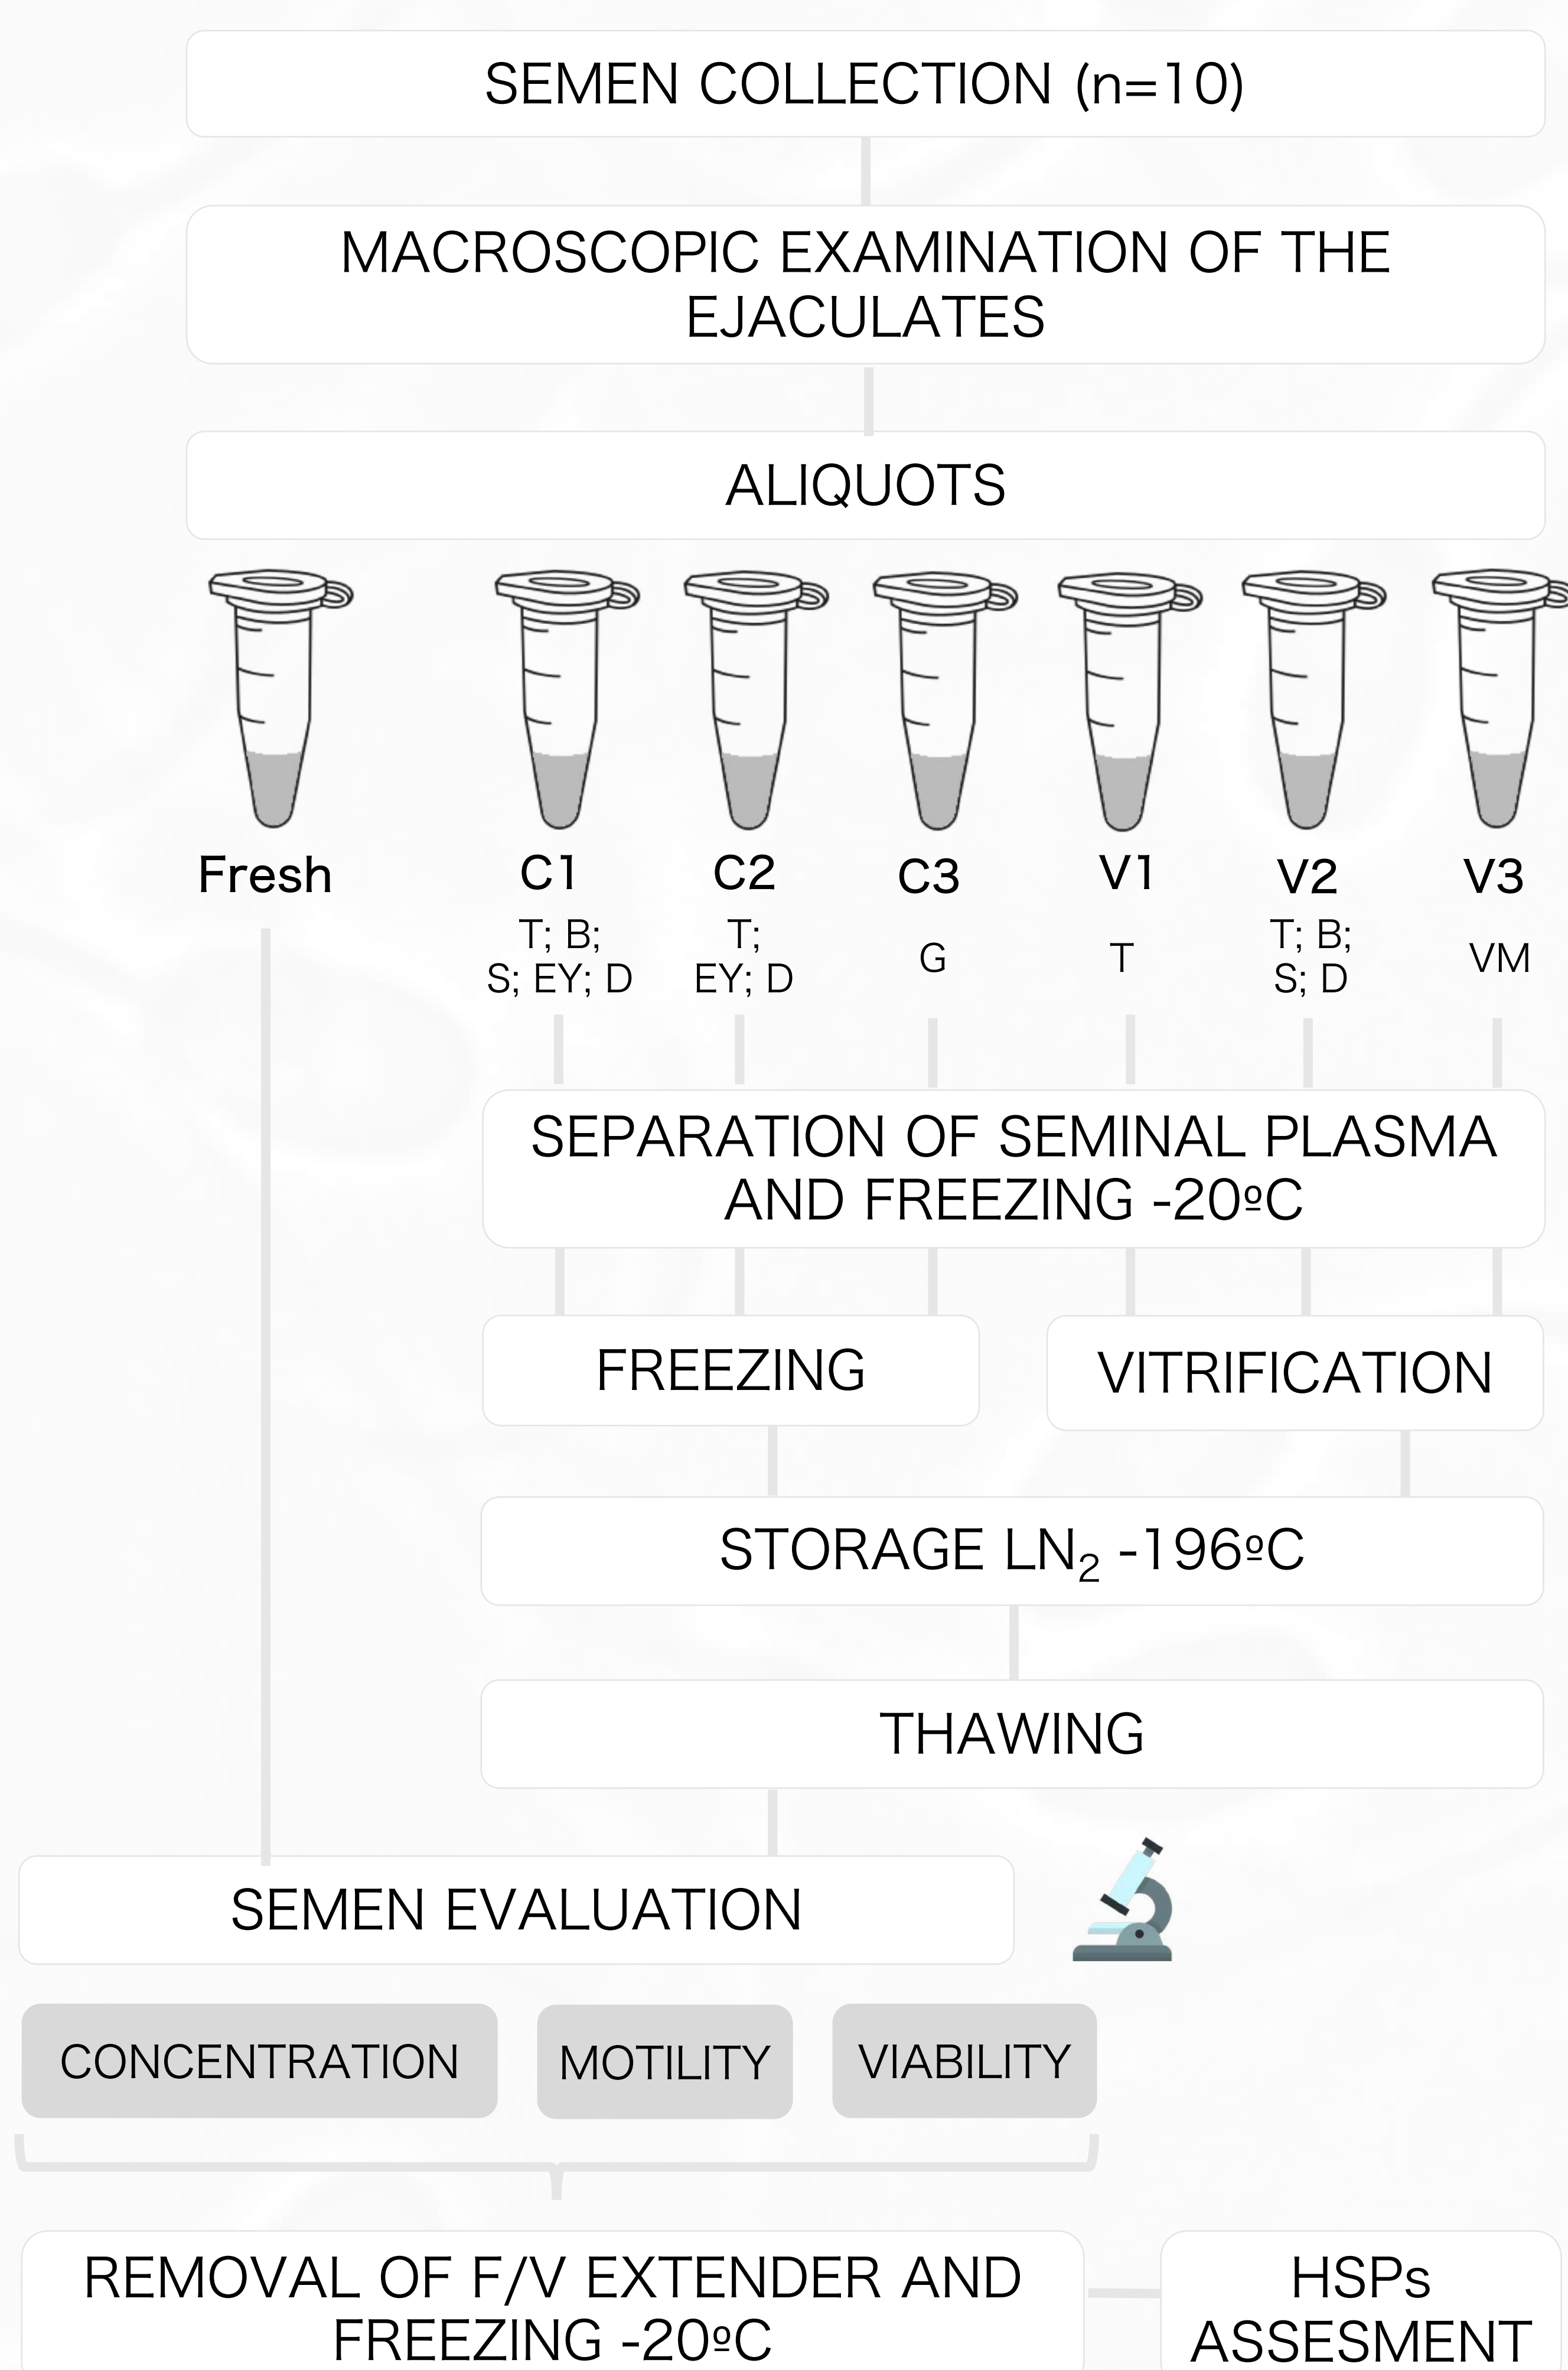 SEMEN COLLECTION (n=10)
MACROSCOPIC EXAMINATION OF THE
EJACULATES
ALIQUOTS
Fresh C1 C2 C3 V1 V2 V3
T; B; T; G T T; B; VM
S; EY; D EY; D S; D
SEPARATION OF SEMINAL PLASMA
AND FREEZING -20ºC
FREEZING VITRIFICATION
STORAGE LN₂ -196ºC
THAWING
SEMEN EVALUATION
CONCENTRATION MOTILITY VIABILITY
REMOVAL OF F/V EXTENDER AND
FREEZING -20ºC
HSPs
ASSESMENT